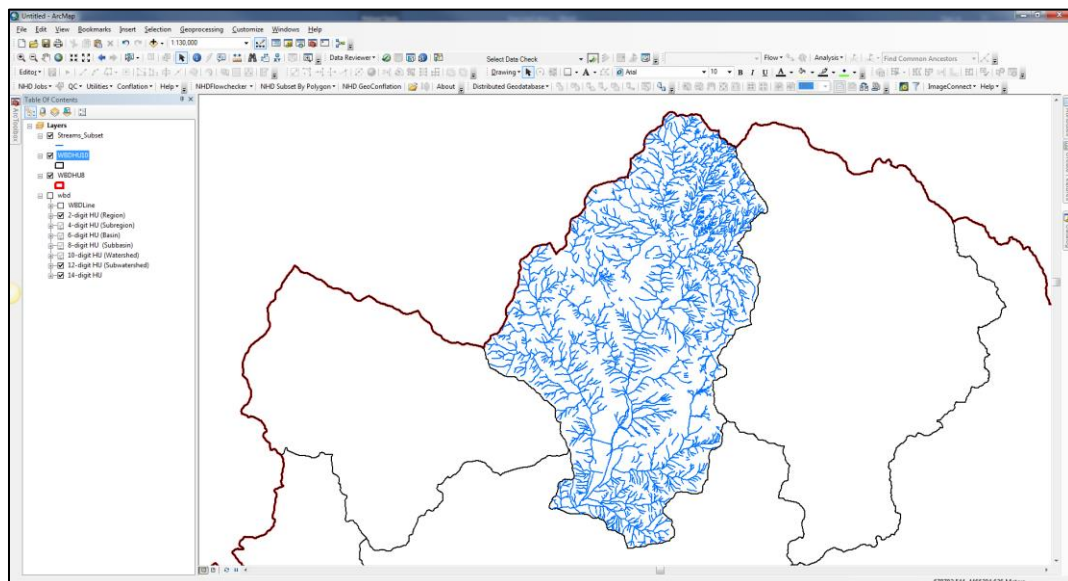 Untitled - ArcMap
File Edit View Bookmarks Insert Selection Geoprocessing Customize Windows Help
1:130,000
Data Reviewer Select Data Check Flow Analysis Find Common Ancestors
Editor Drawing Arial 10 B I U A
NHD Jobs QC Utilities Conflation Help NHDFlowchecker NHD Subset By Polygon NHD GeoConflation 10 About Distributed Geodatabase ImageConnect Help
Table Of Contents
ArcToolbox
Layers
Streams_Subset
WBDHU10
WBDHU8
wbd
WBDLine
2-digit HU (Region)
4-digit HU (Subregion)
6-digit HU (Basin)
8-digit HU (Subbasin)
10-digit HU (Watershed)
12-digit HU (Subwatershed)
14-digit HU